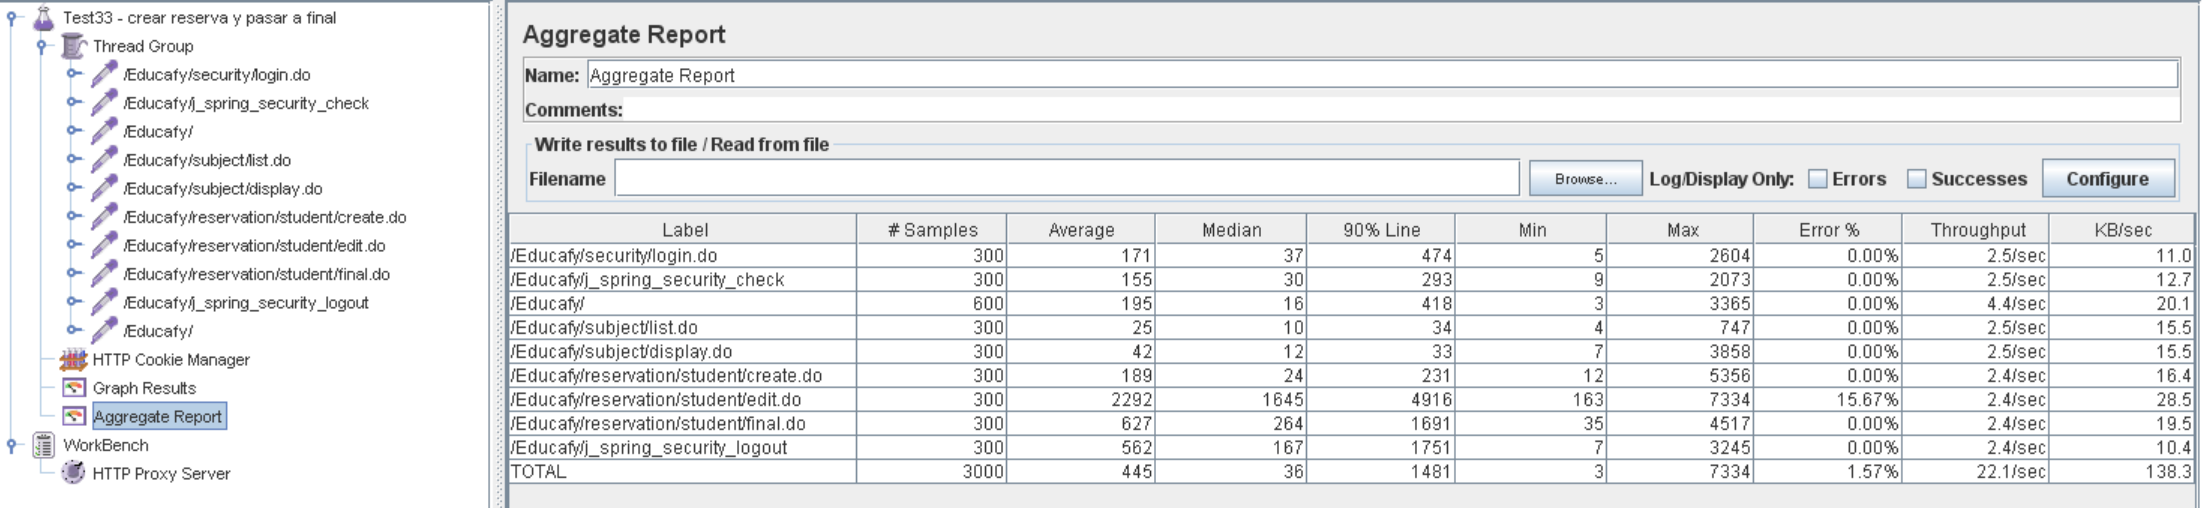 Test33 - crear reserva y pasar a final
Thread Group
/Educafy/security/login.do
/Educafy/j_spring_security_check
/Educafy/
/Educafy/subject/list.do
/Educafy/subject/display.do
/Educafy/reservation/student/create.do
/Educafy/reservation/student/edit.do
/Educafy/reservation/student/final.do
/Educafy/j_spring_security_logout
/Educafy/
HTTP Cookie Manager
Graph Results
Aggregate Report
WorkBench
HTTP Proxy Server
Aggregate Report
Name: Aggregate Report
Comments:
Write results to file / Read from file
Filename Browse... Log/Display Only: Errors Successes Configure
Label # Samples Average Median 90% Line Min Max Error % Throughput KB/sec
/Educafy/security/login.do 300 171 37 474 5 2604 0.00% 2.5/sec 11.0
/Educafy/j_spring_security_check 300 155 30 293 9 2073 0.00% 2.5/sec 12.7
/Educafy/ 600 195 16 418 3 3365 0.00% 4.4/sec 20.1
/Educafy/subject/list.do 300 25 10 34 4 747 0.00% 2.5/sec 15.5
/Educafy/subject/display.do 300 42 12 33 7 3858 0.00% 2.5/sec 15.5
/Educafy/reservation/student/create.do 300 189 24 231 12 5356 0.00% 2.4/sec 16.4
/Educafy/reservation/student/edit.do 300 2292 1645 4916 163 7334 15.67% 2.4/sec 28.5
/Educafy/reservation/student/final.do 300 627 264 1691 35 4517 0.00% 2.4/sec 19.5
/Educafy/j_spring_security_logout 300 562 167 1751 7 3245 0.00% 2.4/sec 10.4
TOTAL 3000 445 36 1481 3 7334 1.57% 22.1/sec 138.3